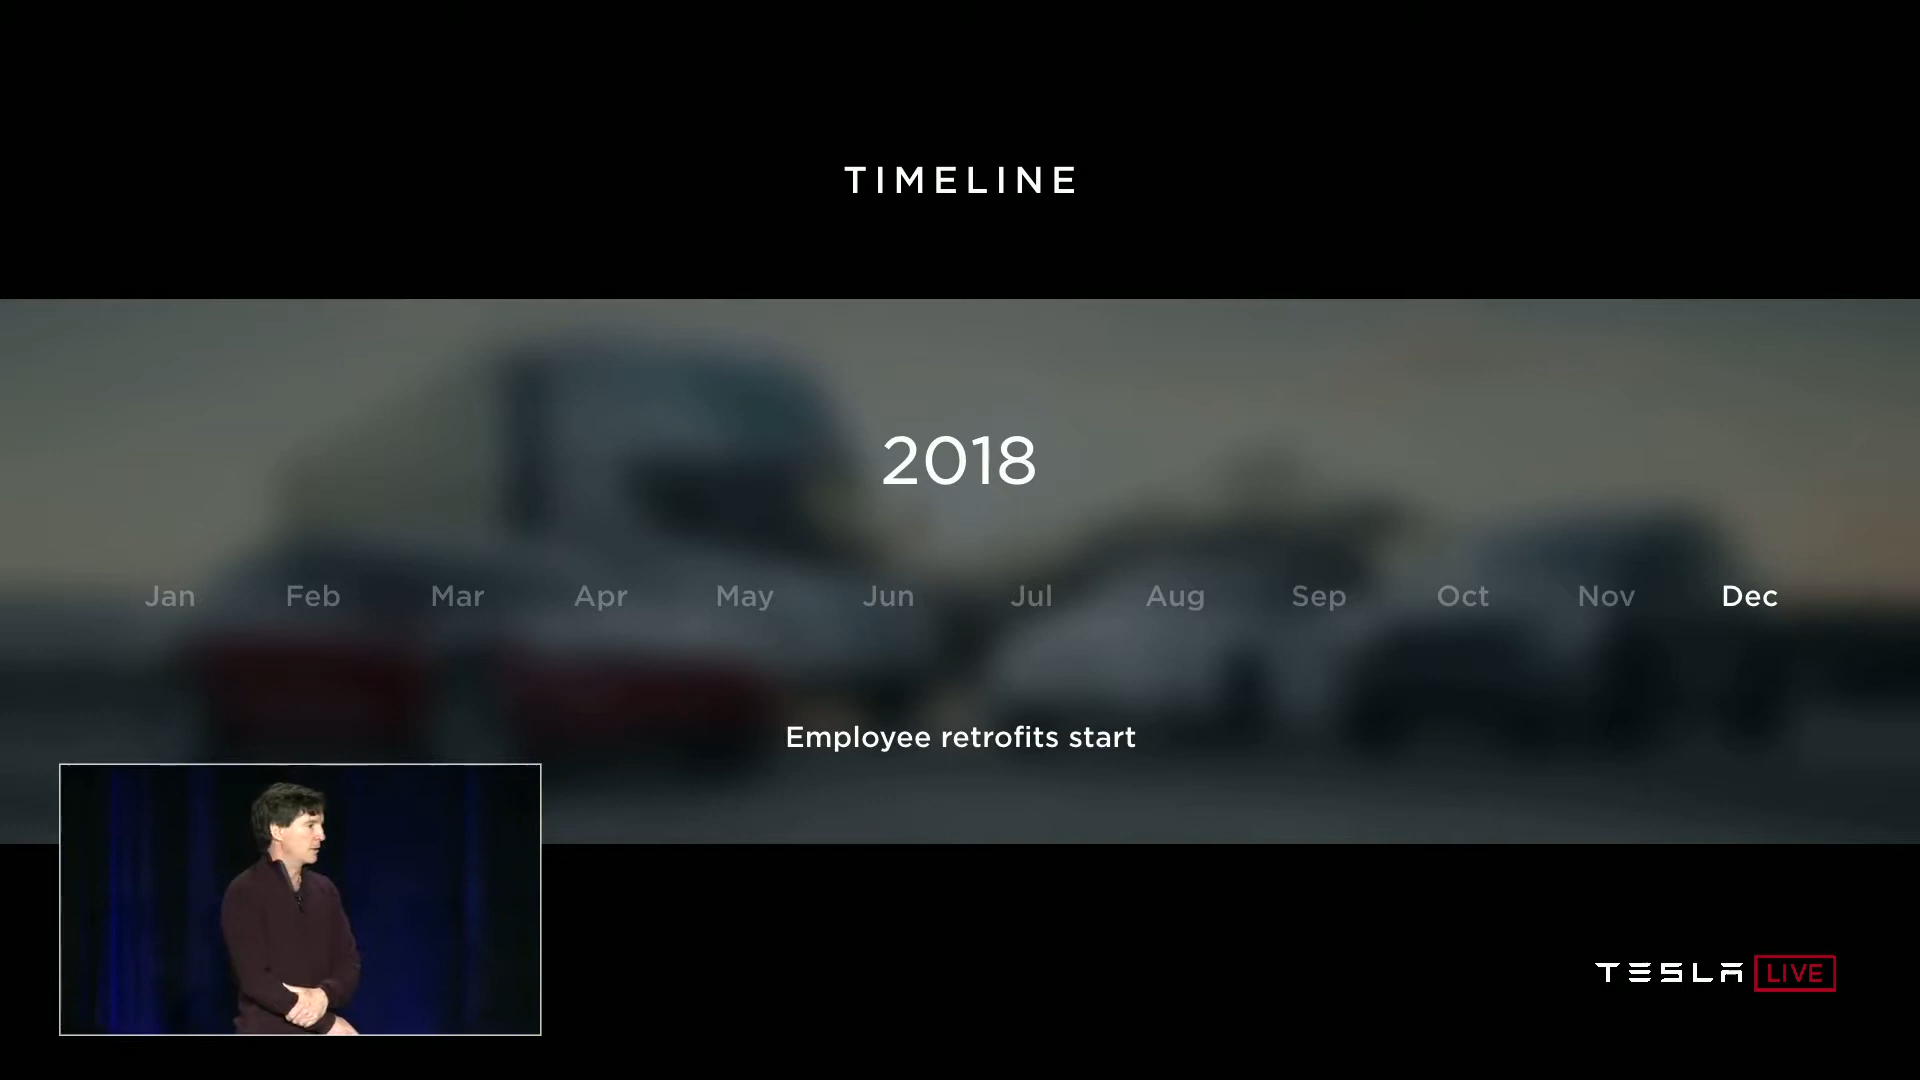 TIMELINE
2018
Jan Feb Mar Apr May Jun Jul Aug Sep Oct Nov Dec
Employee retrofits start
TESLA LIVE